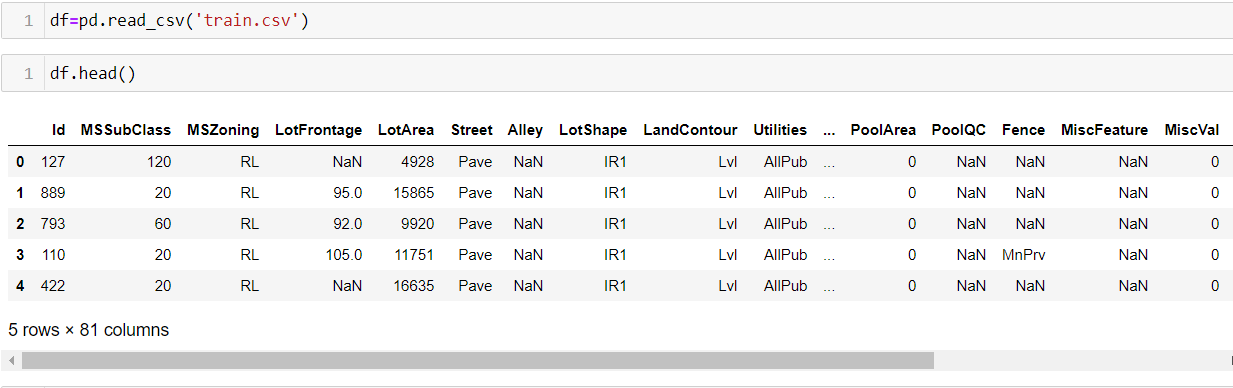 1 df=pd.read_csv('train.csv')
1 df.head()
Id MSSubClass MSZoning LotFrontage LotArea Street Alley LotShape LandContour Utilities ... PoolArea PoolQC Fence MiscFeature MiscVal
0 127 120 RL NaN 4928 Pave NaN IR1 Lvl AllPub ... 0 NaN NaN NaN 0
1 889 20 RL 95.0 15865 Pave NaN IR1 Lvl AllPub ... 0 NaN NaN NaN 0
2 793 60 RL 92.0 9920 Pave NaN IR1 Lvl AllPub ... 0 NaN NaN NaN 0
3 110 20 RL 105.0 11751 Pave NaN IR1 Lvl AllPub ... 0 NaN MnPrv NaN 0
4 422 20 RL NaN 16635 Pave NaN IR1 Lvl AllPub ... 0 NaN NaN NaN 0
5 rows × 81 columns